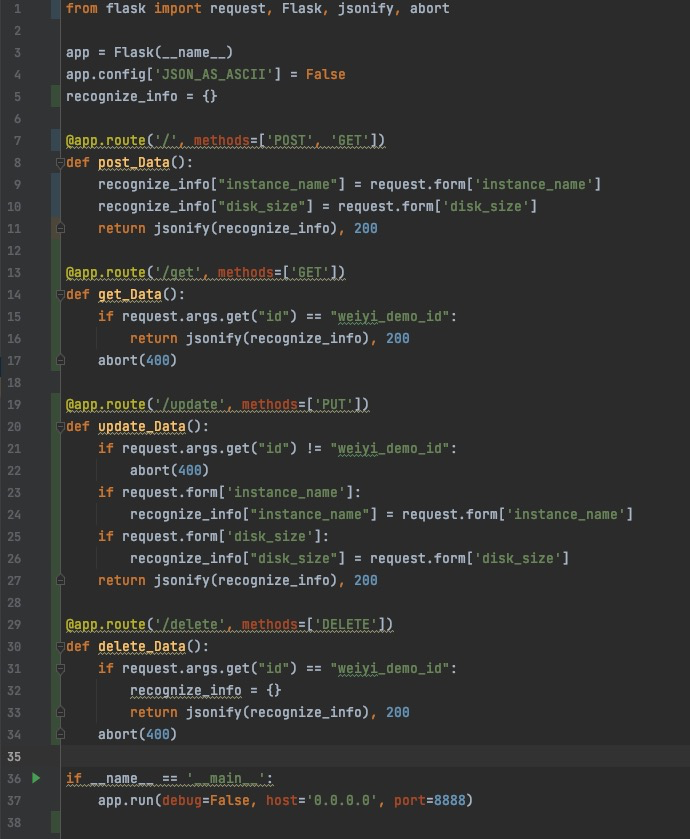 1 from flask import request, Flask, jsonify, abort
2
3 app = Flask(__name__)
4 app.config['JSON_AS_ASCII'] = False
5 recognize_info = {}
6
7 @app.route('/', methods=['POST', 'GET'])
8 def post_Data():
9     recognize_info["instance_name"] = request.form['instance_name']
10     recognize_info["disk_size"] = request.form['disk_size']
11     return jsonify(recognize_info), 200
12
13 @app.route('/get', methods=['GET'])
14 def get_Data():
15     if request.args.get("id") == "weiyi_demo_id":
16         return jsonify(recognize_info), 200
17     abort(400)
18
19 @app.route('/update', methods=['PUT'])
20 def update_Data():
21     if request.args.get("id") != "weiyi_demo_id":
22         abort(400)
23     if request.form['instance_name']:
24         recognize_info["instance_name"] = request.form['instance_name']
25     if request.form['disk_size']:
26         recognize_info["disk_size"] = request.form['disk_size']
27     return jsonify(recognize_info), 200
28
29 @app.route('/delete', methods=['DELETE'])
30 def delete_Data():
31     if request.args.get("id") == "weiyi_demo_id":
32         recognize_info = {}
33         return jsonify(recognize_info), 200
34     abort(400)
35
36 if __name__ == '__main__':
37     app.run(debug=False, host='0.0.0.0', port=8888)
38